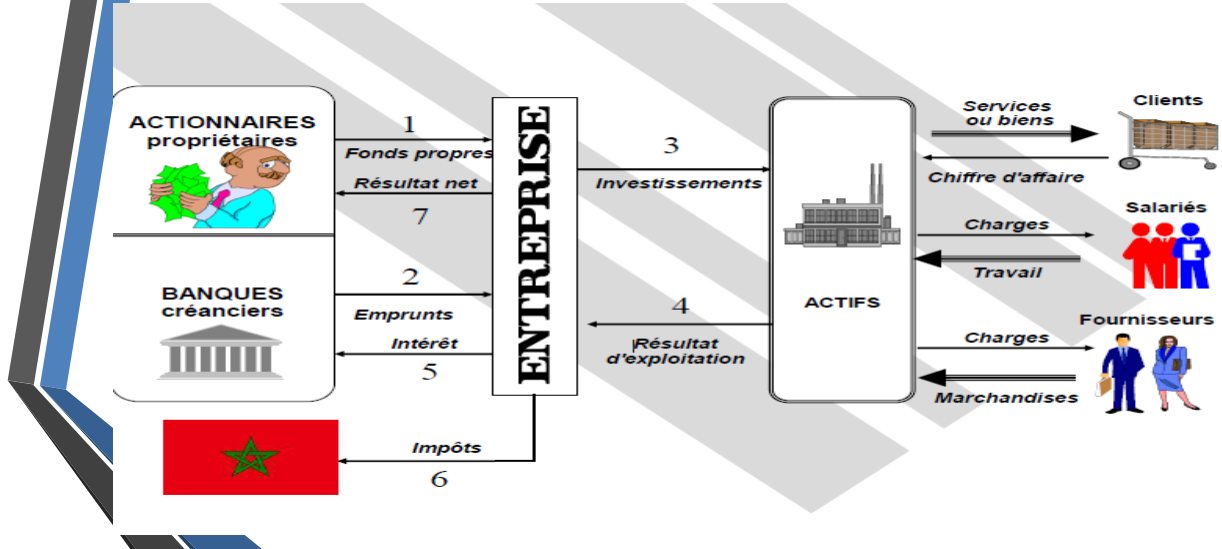 ACTIONNAIRES
propriétaires
1
Fonds propres
Résultat net
7
BANQUES
créanciers
2
Emprunts
Intérêt
5
Impôts
6
ENTREPRISE
3
Investissements
4
Résultat
d'exploitation
ACTIFS
Services
ou biens
Clients
Chiffre d'affaire
Salariés
Charges
Travail
Fournisseurs
Charges
Marchandises